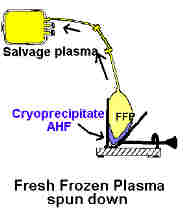 Salvage plasma
Cryoprecipitate
AHF
FFP
Fresh Frozen Plasma
spun down